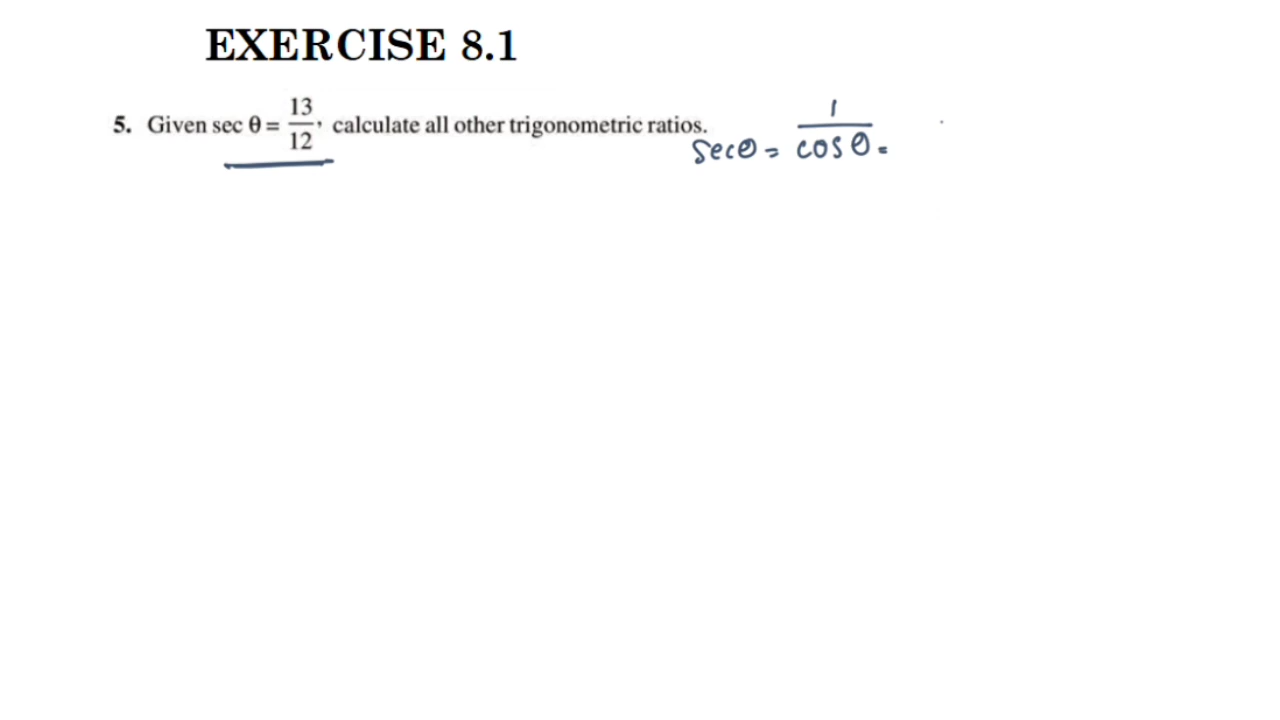 EXERCISE 8.1
5. Given sec θ = 13/12, calculate all other trigonometric ratios.
secθ = 1/cosθ =